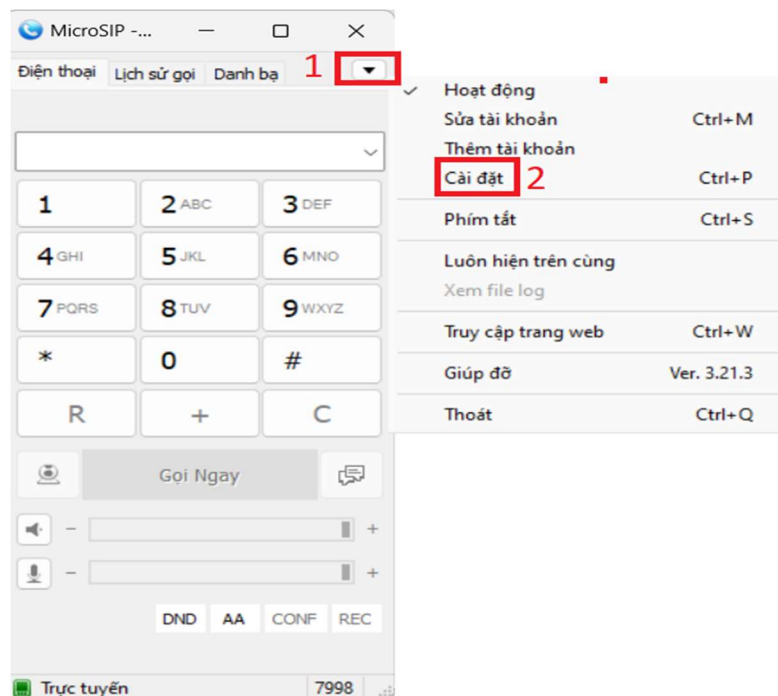 MicroSIP -...
Điện thoại Lịch sử gọi Danh bạ 1
Hoạt động
Sửa tài khoản Ctrl+M
Thêm tài khoản
Cài đặt 2 Ctrl+P
Phím tắt Ctrl+S
Luôn hiện trên cùng
Xem file log
Truy cập trang web Ctrl+W
Giúp đỡ Ver. 3.21.3
Thoát Ctrl+Q
1 2 ABC 3 DEF
4 GHI 5 JKL 6 MNO
7 PQRS 8 TUV 9 WXYZ
* 0 #
R + C
Gọi Ngay
- +
- +
DND AA CONF REC
Trực tuyến 7998